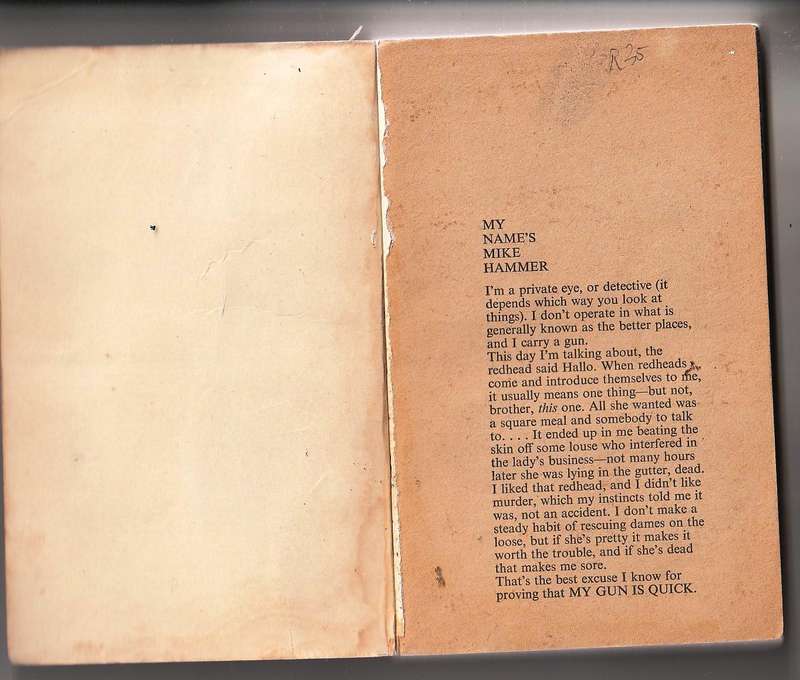 R35
MY
NAME'S
MIKE
HAMMER
I'm a private eye, or detective (it
depends which way you look at
things). I don't operate in what is
generally known as the better places,
and I carry a gun.
This day I'm talking about, the
redhead said Hallo. When redheads
come and introduce themselves to me,
it usually means one thing—but not,
brother, this one. All she wanted was
a square meal and somebody to talk
to. . . . It ended up in me beating the
skin off some louse who interfered in
the lady's business—not many hours
later she was lying in the gutter, dead.
I liked that redhead, and I didn't like
murder, which my instincts told me it
was, not an accident. I don't make a
steady habit of rescuing dames on the
loose, but if she's pretty it makes it
worth the trouble, and if she's dead
that makes me sore.
That's the best excuse I know for
proving that MY GUN IS QUICK.